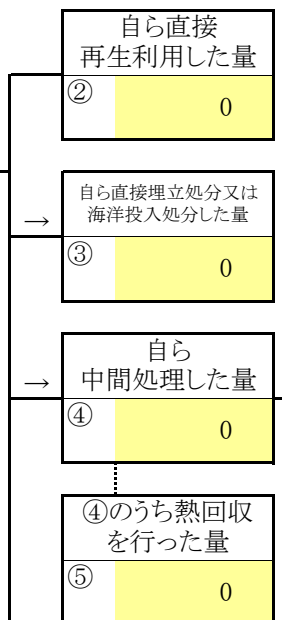 自ら直接
再生利用した量
②
0
自ら直接埋立処分又は
海洋投入処分した量
→
③
0
自ら
中間処理した量
→
④
0
④のうち熱回収
を行った量
⑤
0